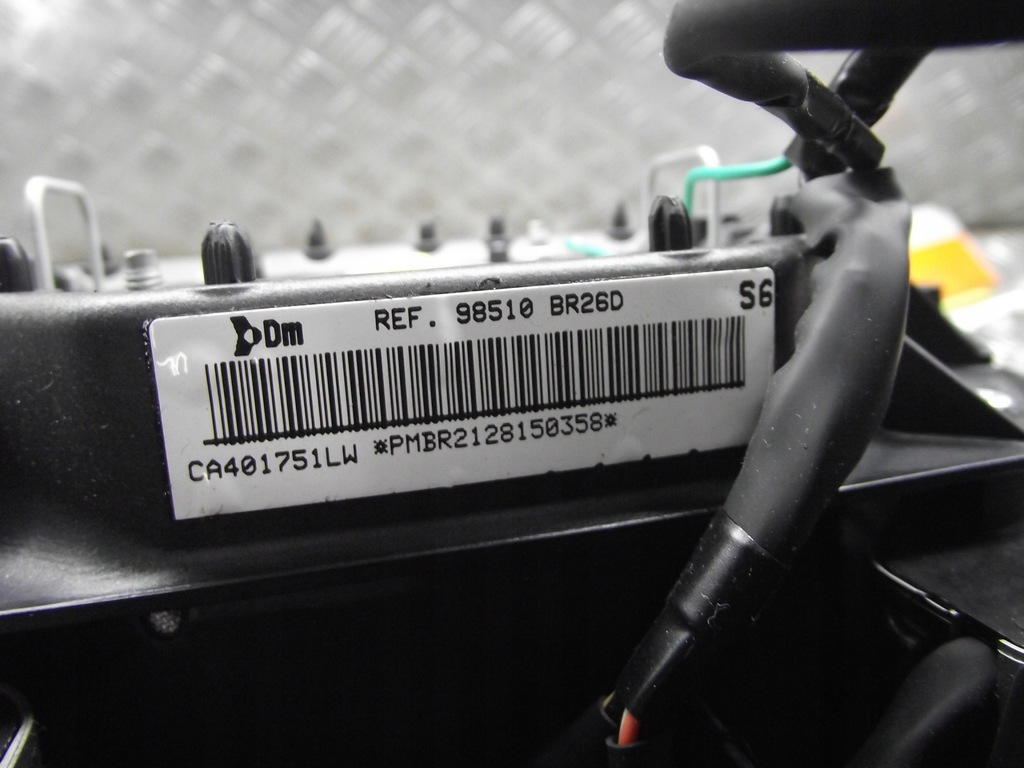 Dm REF. 98510 BR26D S6
CA401751LW *PMBR2128150358*